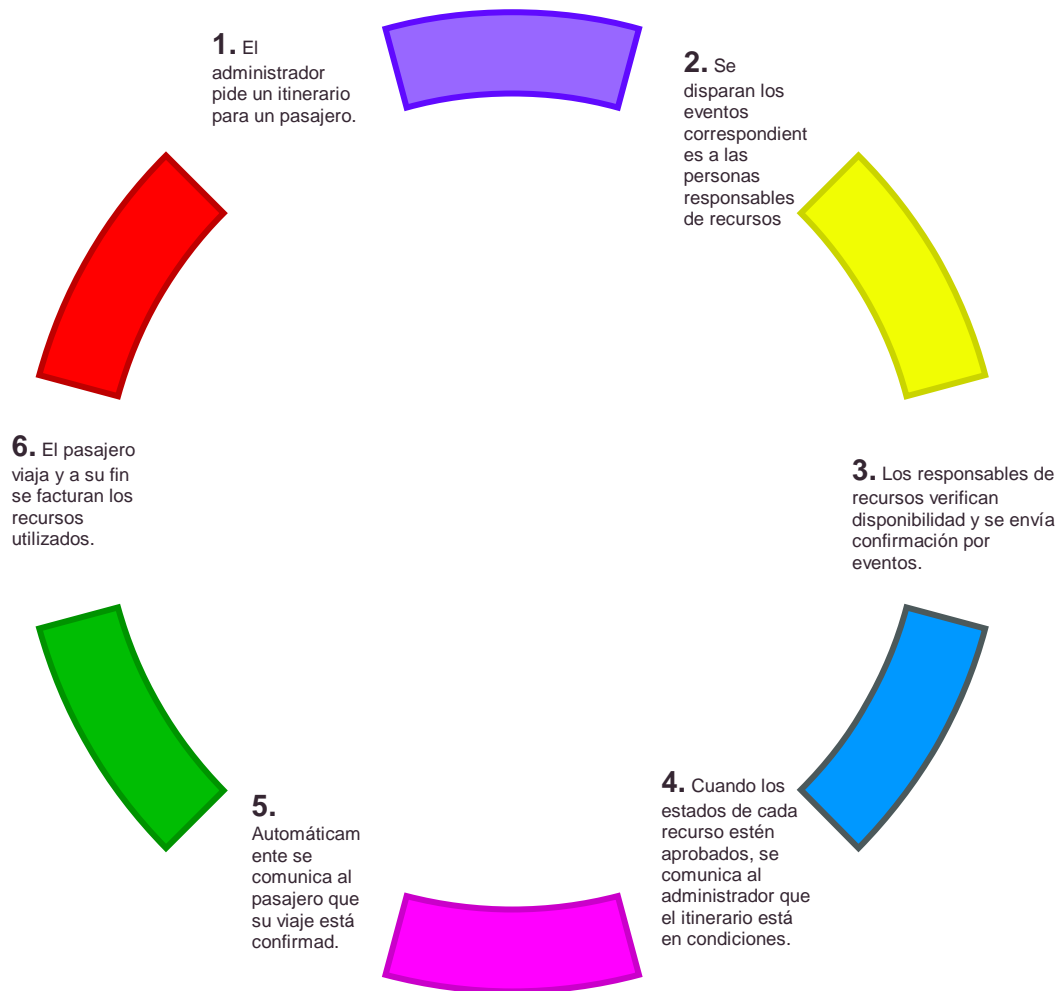 1. El
administrador
pide un itinerario
para un pasajero.
2. Se
disparan los
eventos
correspondient
es a las
personas
responsables
de recursos
3. Los responsables de
recursos verifican
disponibilidad y se envía
confirmación por
eventos.
4. Cuando los
estados de cada
recurso estén
aprobados, se
comunica al
administrador que
el itinerario está
en condiciones.
5.
Automáticam
ente se
comunica al
pasajero que
su viaje está
confirmad.
6. El pasajero
viaja y a su fin
se facturan los
recursos
utilizados.